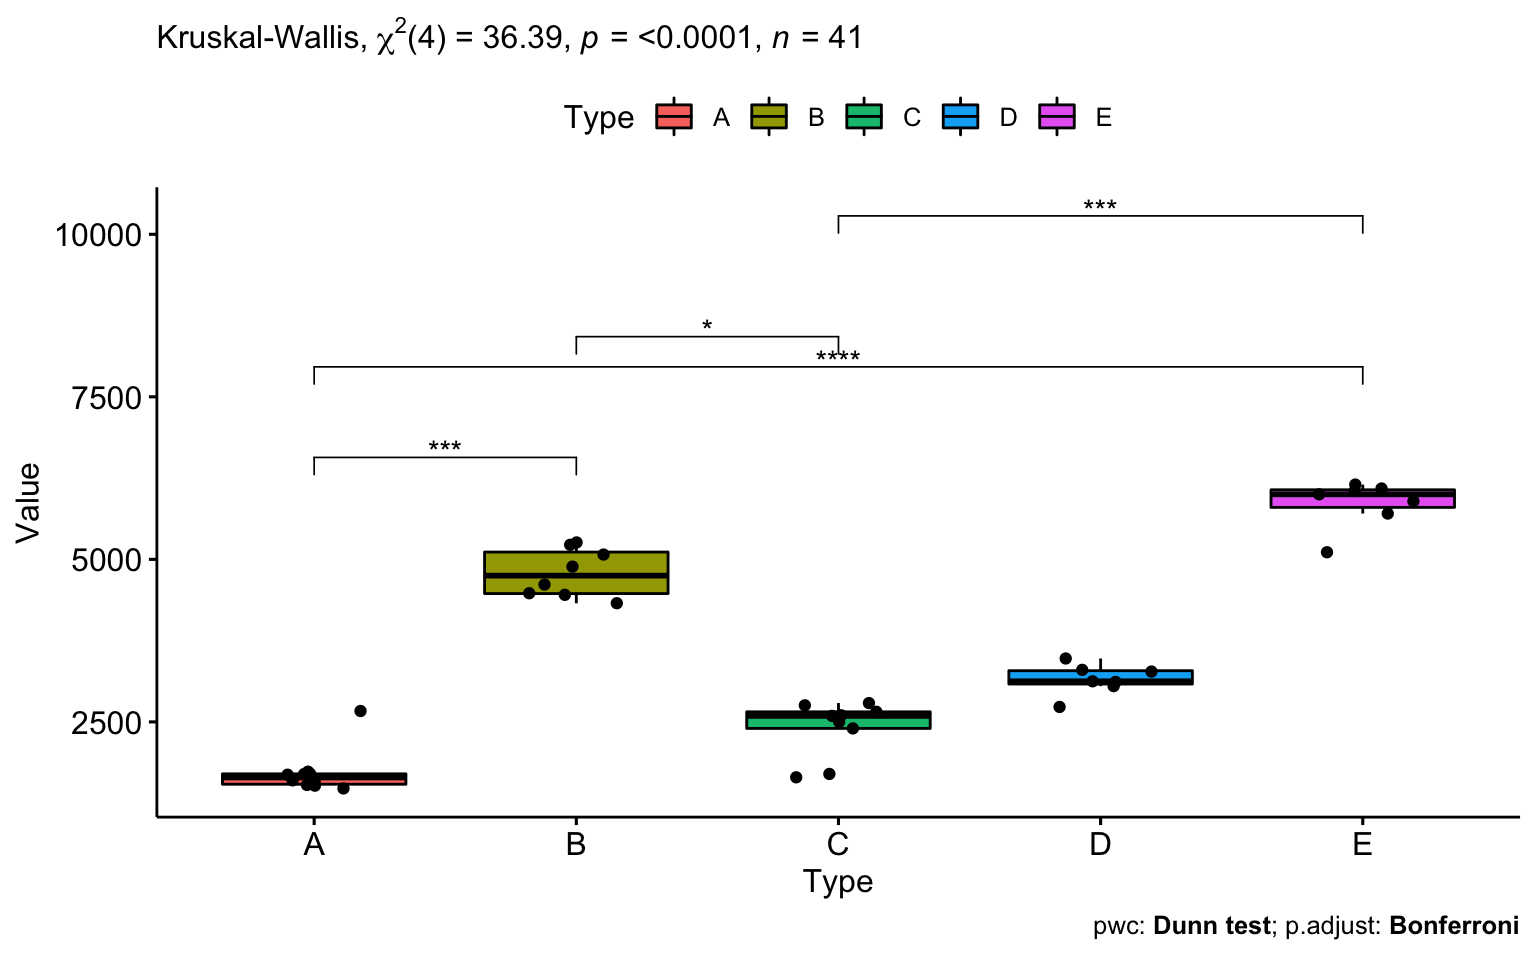 Kruskal-Wallis, χ²(4) = 36.39, p = <0.0001, n = 41
Type A B C D E
***
10000
*
****
7500
***
Value
5000
2500
A B C D E
Type
pwc: Dunn test; p.adjust: Bonferroni